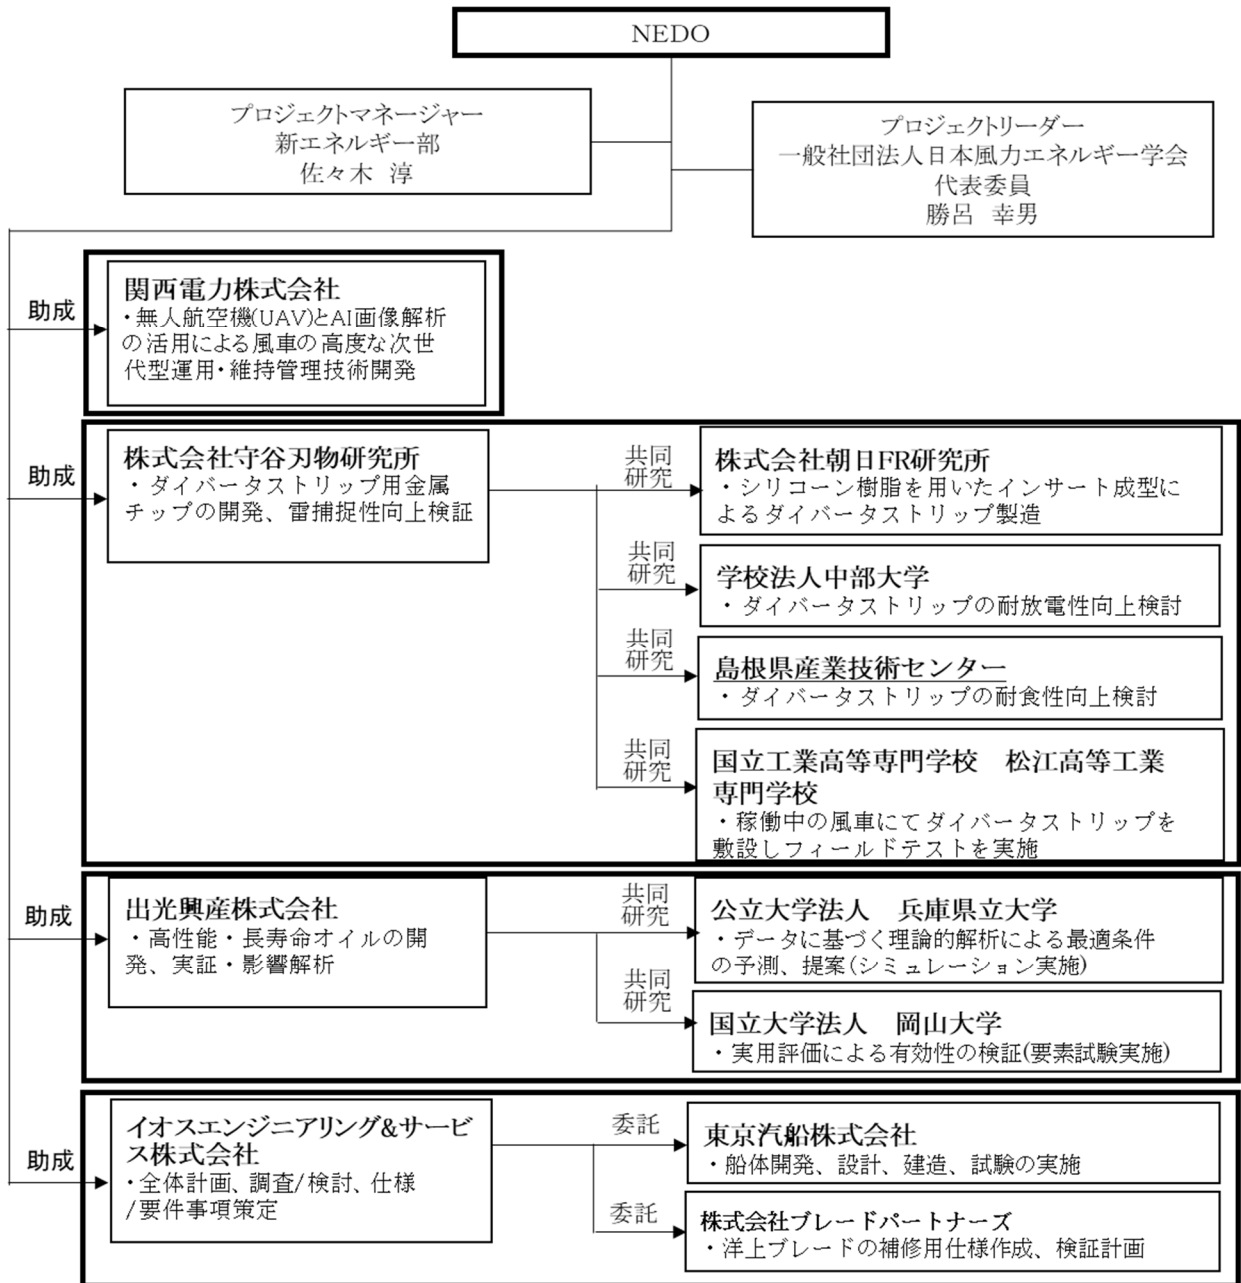 NEDO
プロジェクトマネージャー
新エネルギー部
佐々木 淳
プロジェクトリーダー
一般社団法人日本風力エネルギー学会
代表委員
勝呂 幸男
助成
関西電力株式会社
・無人航空機(UAV)とAI画像解析
の活用による風車の高度な次世
代型運用・維持管理技術開発
助成
株式会社守谷刃物研究所
・ダイバータストリップ用金属
チップの開発、雷捕捉性向上検証
共同
研究
株式会社朝日FR研究所
・シリコーン樹脂を用いたインサート成型に
よるダイバータストリップ製造
共同
研究
学校法人中部大学
・ダイバータストリップの耐放電性向上検討
共同
研究
島根県産業技術センター
・ダイバータストリップの耐食性向上検討
共同
研究
国立工業高等専門学校 松江高等工業
専門学校
・稼働中の風車にてダイバータストリップを
敷設しフィールドテストを実施
助成
出光興産株式会社
・高性能・長寿命オイルの開
発、実証・影響解析
共同
研究
公立大学法人 兵庫県立大学
・データに基づく理論的解析による最適条件
の予測、提案(シミュレーション実施)
共同
研究
国立大学法人 岡山大学
・実用評価による有効性の検証(要素試験実施)
助成
イオスエンジニアリング&サービ
ス株式会社
・全体計画、調査/検討、仕様
/要件事項策定
委託
東京汽船株式会社
・船体開発、設計、建造、試験の実施
委託
株式会社ブレードパートナーズ
・洋上ブレードの補修用仕様作成、検証計画